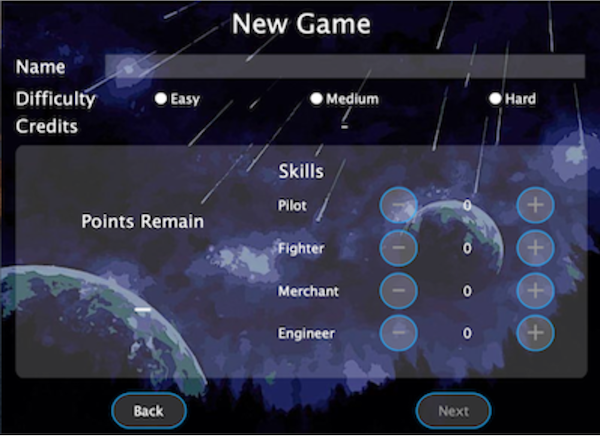 New Game
Name
Difficulty Easy Medium Hard
Credits -
Skills
Points Remain
-
Pilot - 0 +
Fighter - 0 +
Merchant - 0 +
Engineer - 0 +
Back Next